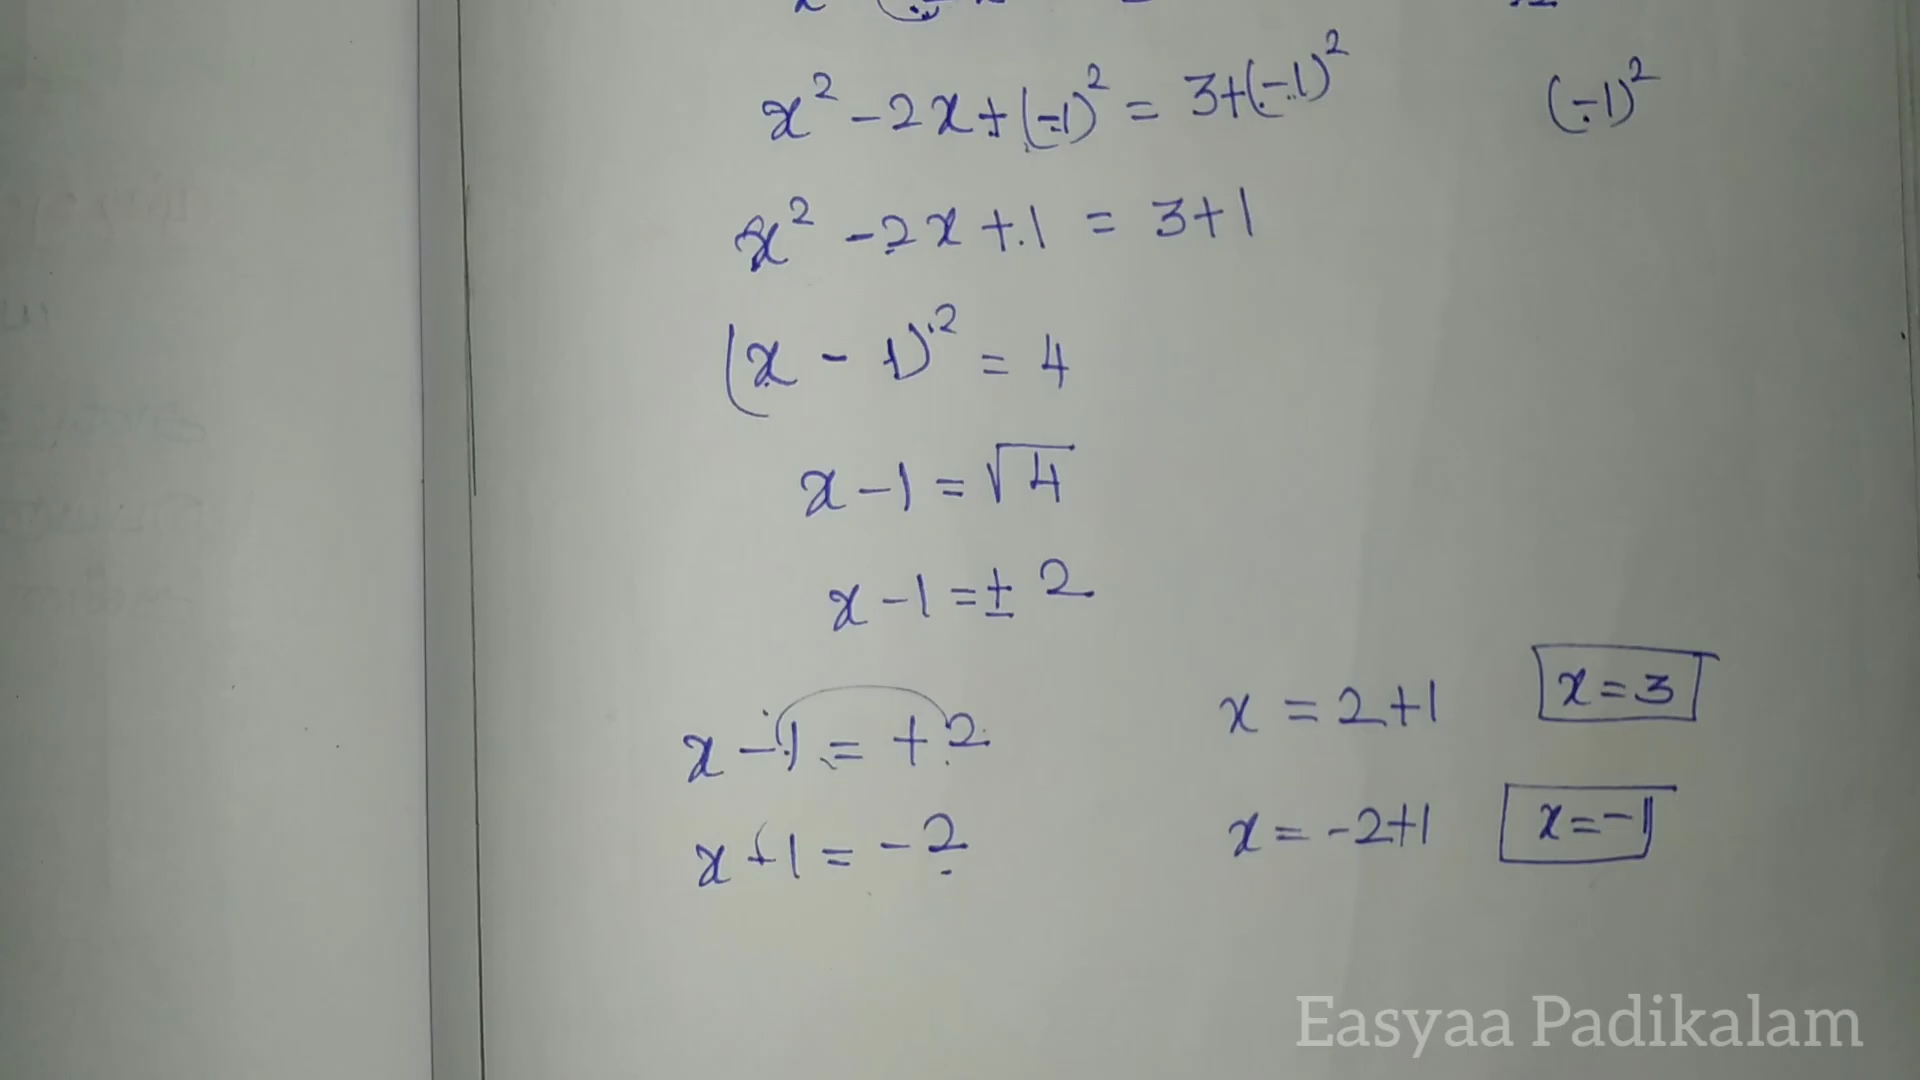 x² - 2x + (-1)² = 3+(-1)² (-1)²
x² - 2x + 1 = 3+1
(x - 1)² = 4
x - 1 = √4
x - 1 = ± 2
x - 1 = + 2 x = 2+1 x = 3
x + 1 = - 2 x = -2+1 x = -1
Easyaa Padikalam